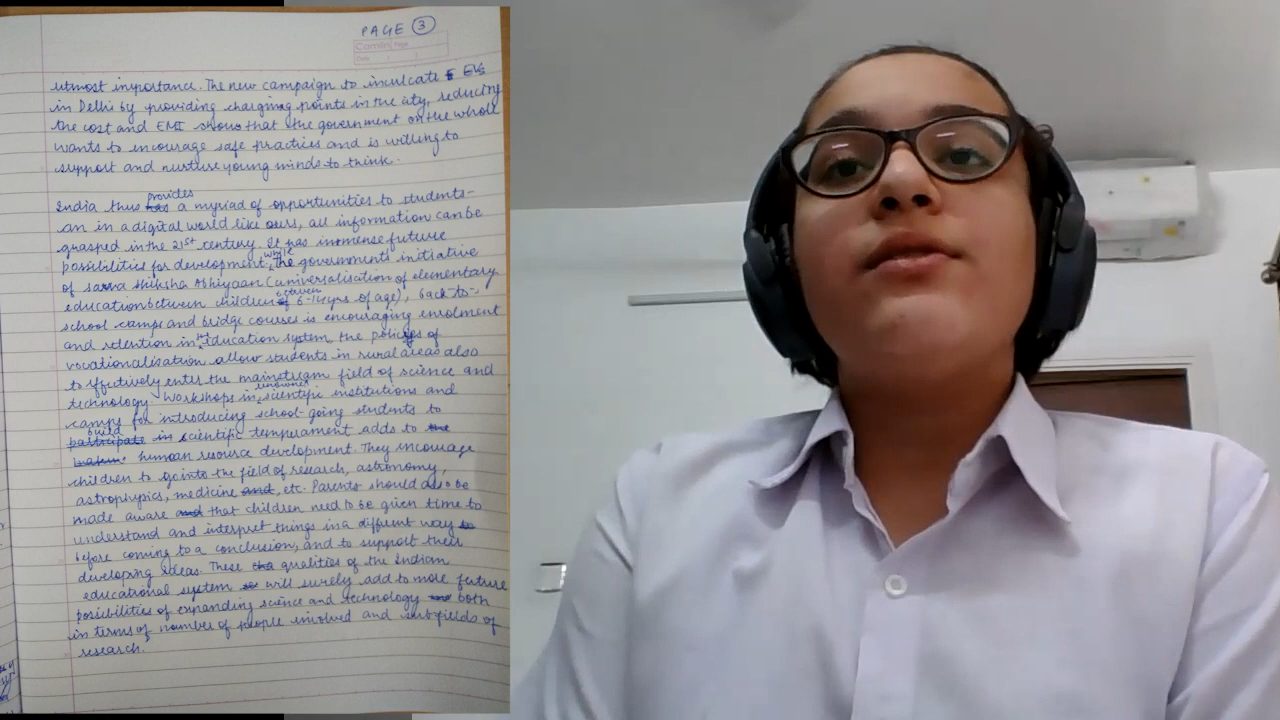 PAGE 3
Camlin Page
Date
utmost importance. The new campaign to inculcate EVs
in Delhi by providing charging points in the city, reducing
the cost and EMI shows that the government on the whole
wants to encourage safe practices and is willing to
support and nurture young minds to think.
provides
India thus has a myriad of opportunities to students-
an in a digital world like ours, all information can be
grasped in the 21st century. It has immense future
possibilities for development, while the government's initiative
of sarva shiksha Abhiyaan (universalisation of elementary
education between children of between 6-14 yrs of age), back-to-
school camps and bridge courses is encouraging enrolment
and retention in the education system, the policies of
vocationalisation allow students in rural areas also
to effectively enter the mainstream field of science and
technology. Workshops in renowned scientific institutions and
camps for introducing school-going students to
build
participate in scientific temperament adds to the
human resource development. They encourage
children to go into the field of research, astronomy,
astrophysics, medicine and, etc. Parents should also be
made aware and that children need to be given time to
understand and interpret things in a different way to
before coming to a conclusion, and to support their
developing ideas. These qualities of the Indian
educational system will surely add to more future
possibilities of expanding science and technology both
in terms of number of people involved and subfields of
research.